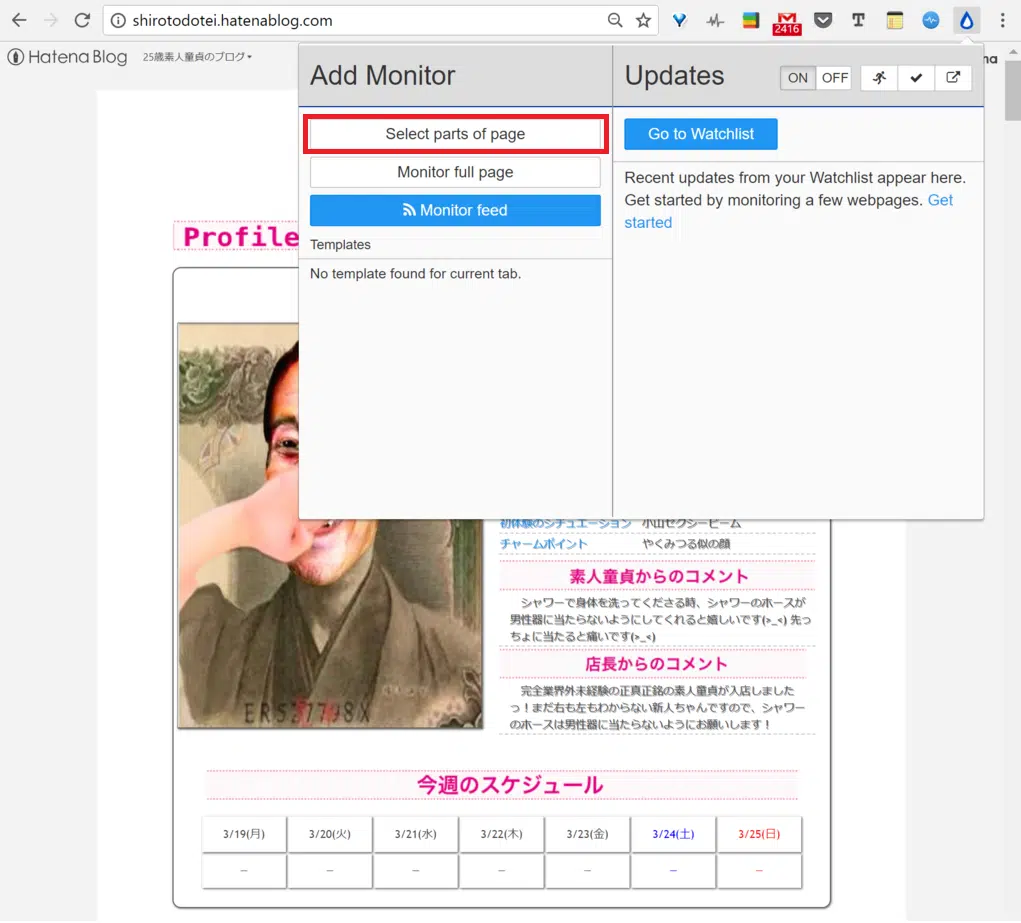 shirotodotei.hatenablog.com
2416
T
Hatena Blog
25歳素人童貞のブログ
na
Add Monitor
Select parts of page
Monitor full page
Monitor feed
Templates
No template found for current tab.
Updates
ON OFF
Go to Watchlist
Recent updates from your Watchlist appear here.
Get started by monitoring a few webpages. Get
started
Profile
初体験のシチュエーション 小山セクシービーム
チャームポイント やくみつる似の顔
素人童貞からのコメント
シャワーで身体を洗ってくださる時、シャワーのホースが
男性器に当たらないようにしてくれると嬉しいです(>_<) 先っ
ちょに当たると痛いです(>_<)
店長からのコメント
完全業界外未経験の正真正銘の素人童貞が入店しました
っ！まだ右も左もわからない新人ちゃんですので、シャワー
のホースは男性器に当たらないようにお願いします！
今週のスケジュール
3/19(月) 3/20(火) 3/21(水) 3/22(木) 3/23(金) 3/24(土) 3/25(日)
– – – – – – –